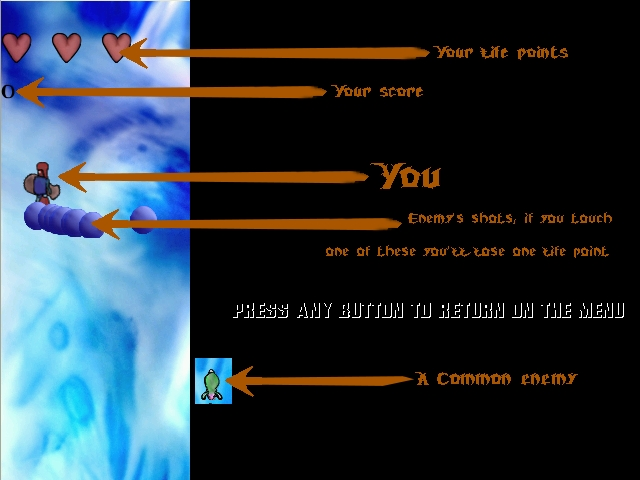 Your life points
0
Your score
You
Enemy's shots, if you touch
one of these you'll lose one life point
PRESS ANY BUTTON TO RETURN ON THE MENU
A Common enemy